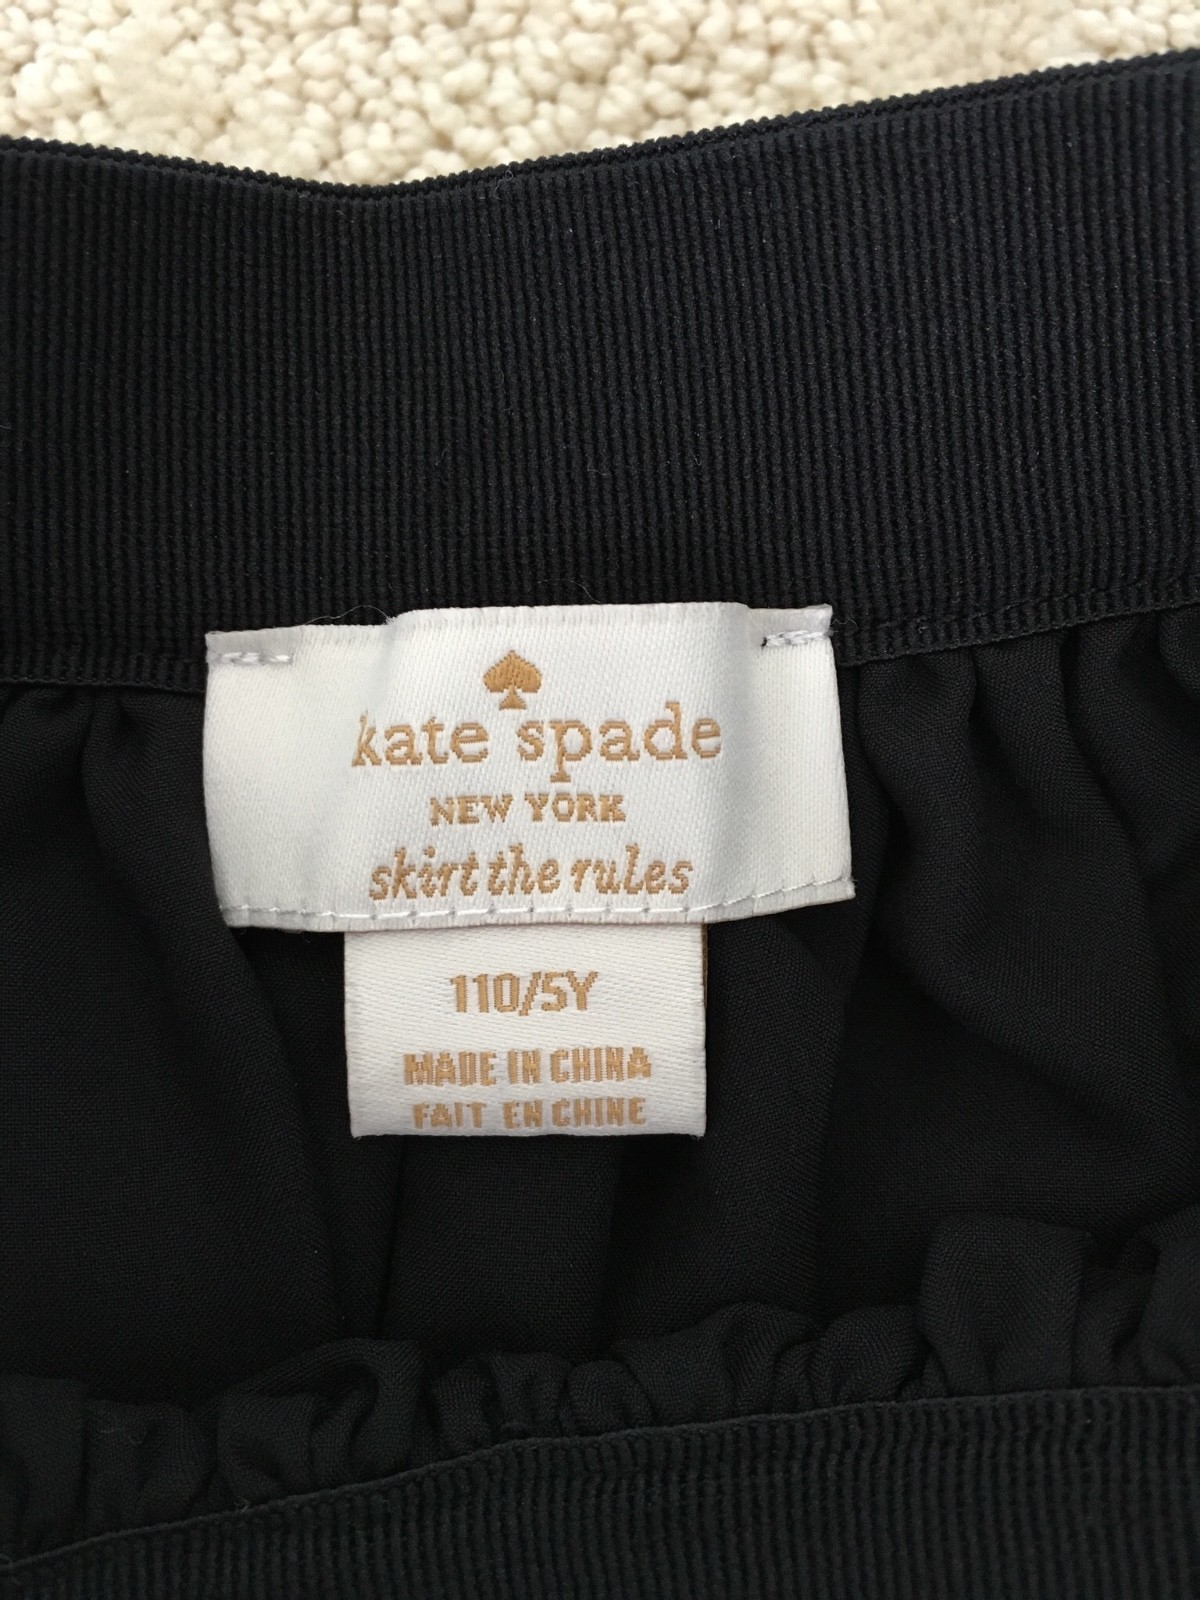 kate spade
NEW YORK
skirt the rules
110/5Y
MADE IN CHINA
FAIT EN CHINE